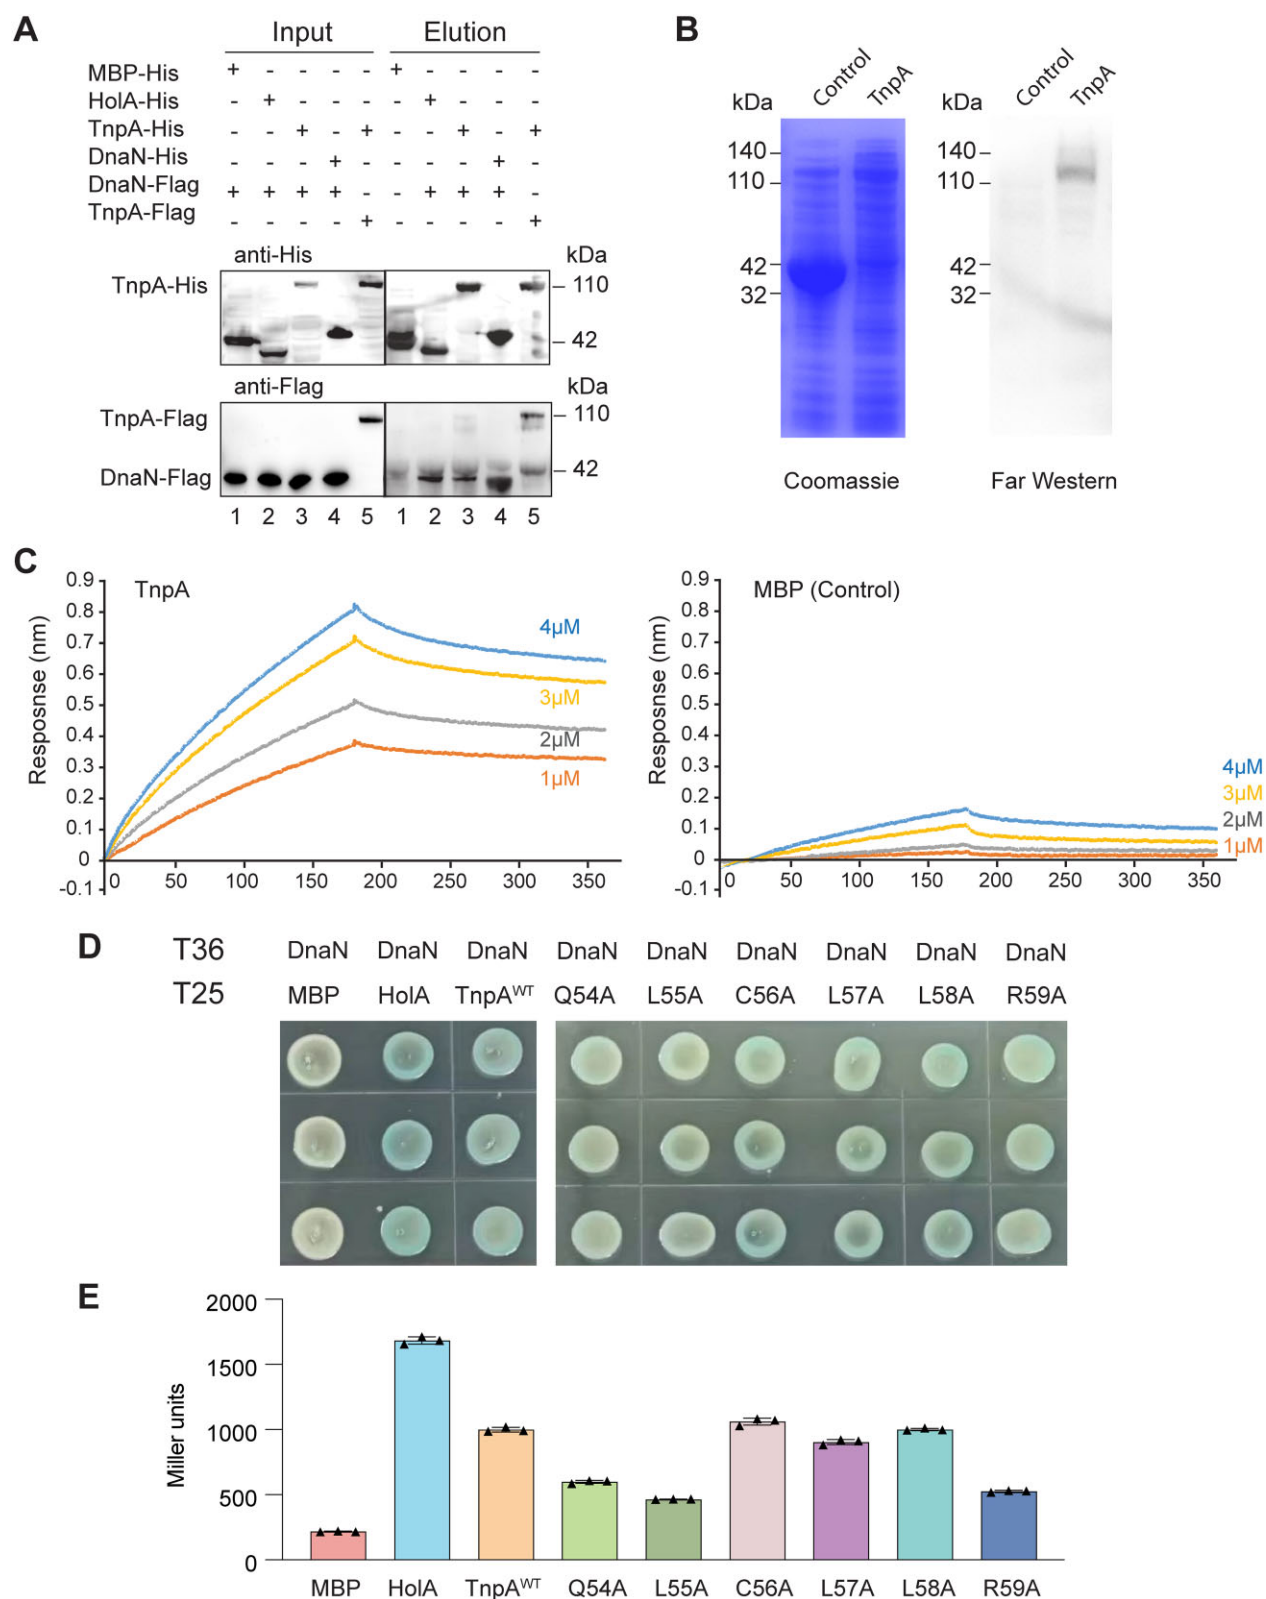 A
Input Elution
MBP-His + - - - - + - - - -
HolA-His - + - - - - + - - -
TnpA-His - - + - + - - + - +
DnaN-His - - - + - - - - + -
DnaN-Flag + + + + - - + + + -
TnpA-Flag - - - - + - - - - +
anti-His kDa
TnpA-His 110
42
anti-Flag kDa
TnpA-Flag 110
DnaN-Flag 42
1 2 3 4 5 1 2 3 4 5
B
Control TnpA Control TnpA
kDa kDa
140 140
110 110
42 42
32 32
Coomassie Far Western
C
TnpA
Resposnse (nm)
0.9
0.8
0.7
0.6
0.5
0.4
0.3
0.2
0.1
0
-0.1
0 50 100 150 200 250 300 350
4µM
3µM
2µM
1µM
MBP (Control)
Resposnse (nm)
0.9
0.8
0.7
0.6
0.5
0.4
0.3
0.2
0.1
0
-0.1
0 50 100 150 200 250 300 350
4µM
3µM
2µM
1µM
D
T36 DnaN DnaN DnaN DnaN DnaN DnaN DnaN DnaN DnaN
T25 MBP HolA TnpAWT Q54A L55A C56A L57A L58A R59A
E
Miller units
2000
1500
1000
500
0
MBP HolA TnpAWT Q54A L55A C56A L57A L58A R59A